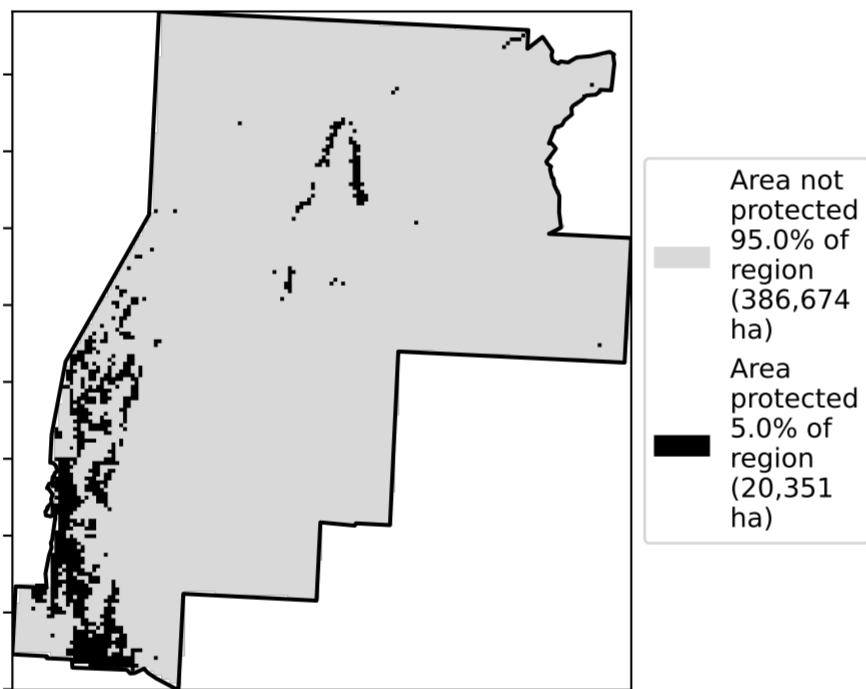 Area not
protected
95.0% of
region
(386,674
ha)
Area
protected
5.0% of
region
(20,351
ha)